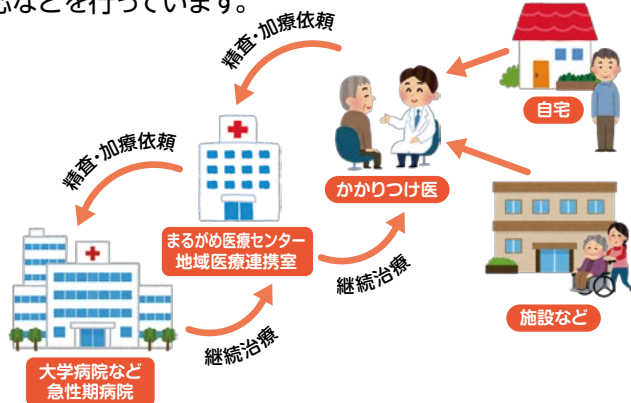 などを行っています。
精査・加療依頼
自宅
かかりつけ医
精査・加療依頼
まるがめ医療センター
地域医療連携室
継続治療
施設など
継続治療
大学病院など
急性期病院